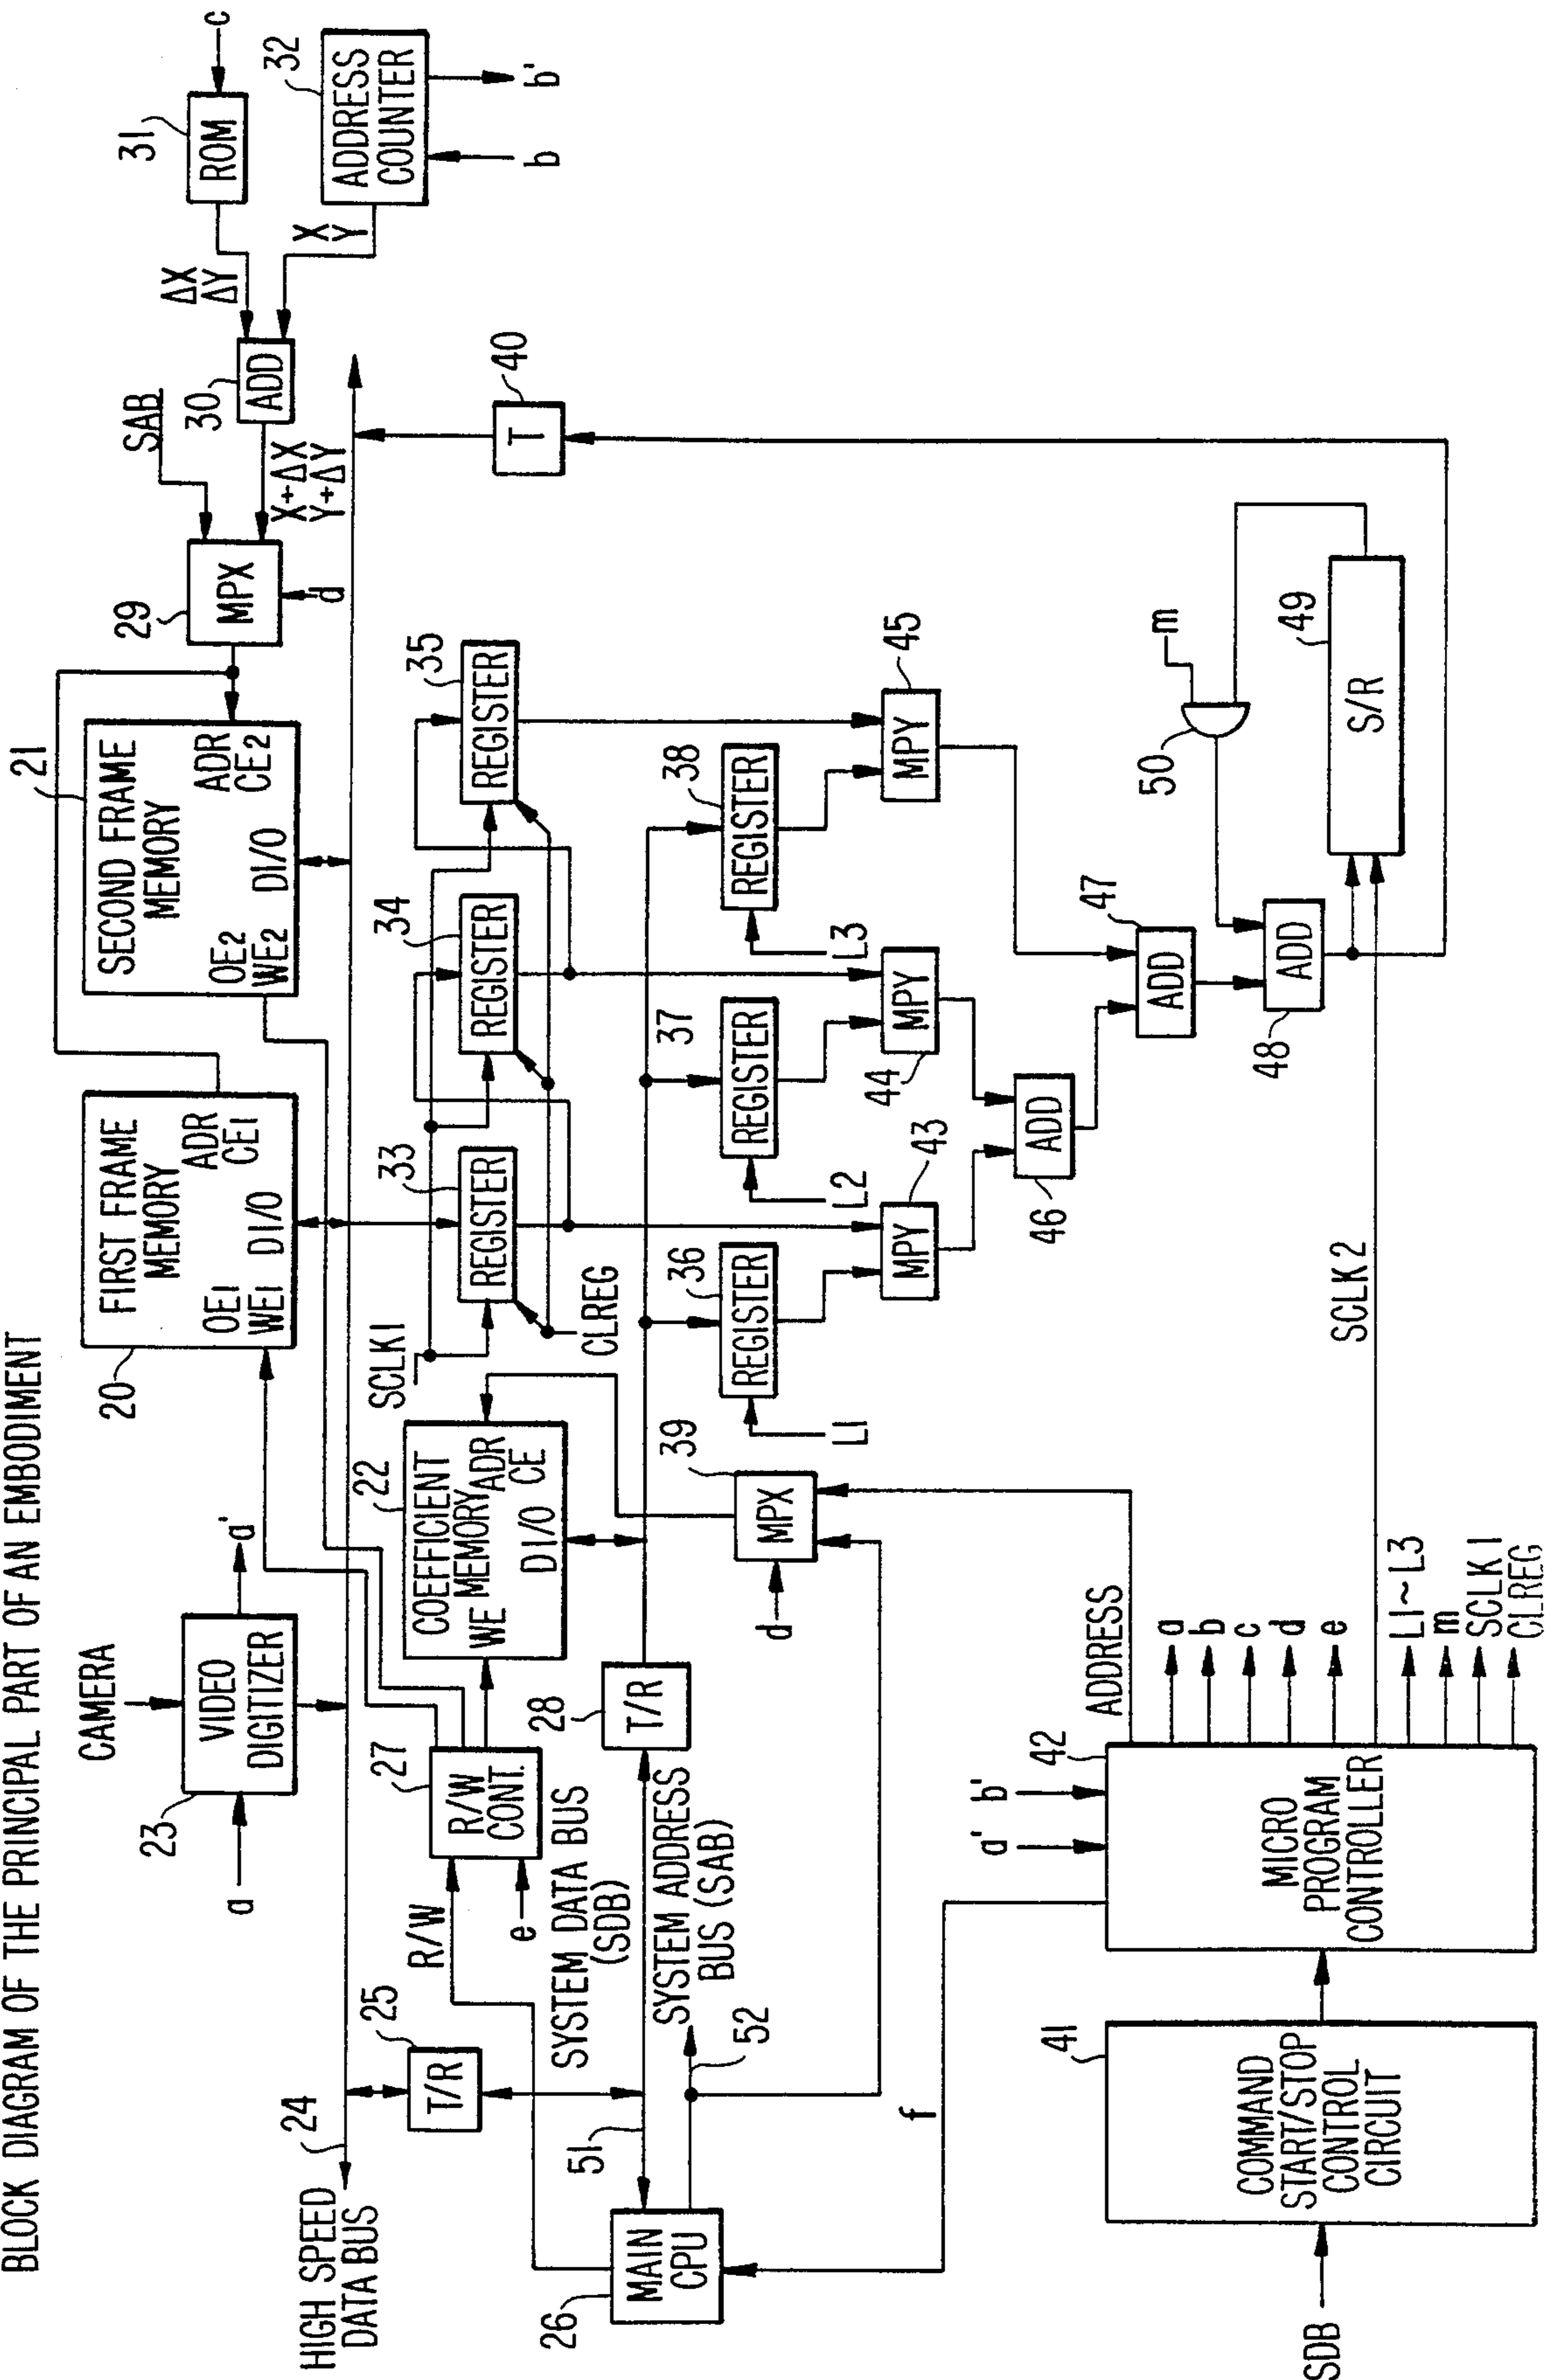 BLOCK DIAGRAM OF THE PRINCIPAL PART OF AN EMBODIMENT
CAMERA
a
23
VIDEO
DIGITIZER
a'
20
FIRST FRAME
MEMORY
OE1
WE1
DI/O
ADR
CE1
21
SECOND FRAME
MEMORY
OE2
WE2
DI/O
ADR
CE2
29
MPX
d
SAB
X+ΔX
Y+ΔY
30
ADD
ΔX
ΔY
31
ROM
c
X
Y
32
ADDRESS
COUNTER
b
b'
HIGH SPEED
DATA BUS
24
25
T/R
R/W
27
R/W
CONT.
e
22
COEFFICIENT
MEMORY
WE
ADR
CE
DI/O
SCLK1
CLREG
33
REGISTER
34
REGISTER
35
REGISTER
40
T
SYSTEM DATA BUS
(SDB)
28
T/R
26
MAIN
CPU
51
SYSTEM ADDRESS
BUS (SAB)
52
39
MPX
d
36
REGISTER
L1
37
REGISTER
L2
38
REGISTER
L3
43
MPY
44
MPY
45
MPY
46
ADD
47
ADD
48
ADD
50
m
49
S/R
f
SDB
41
COMMAND
START/STOP
CONTROL
CIRCUIT
a'
b'
42
MICRO
PROGRAM
CONTROLLER
ADDRESS
a
b
c
d
e
SCLK2
L1~L3
m
SCLK1
CLREG